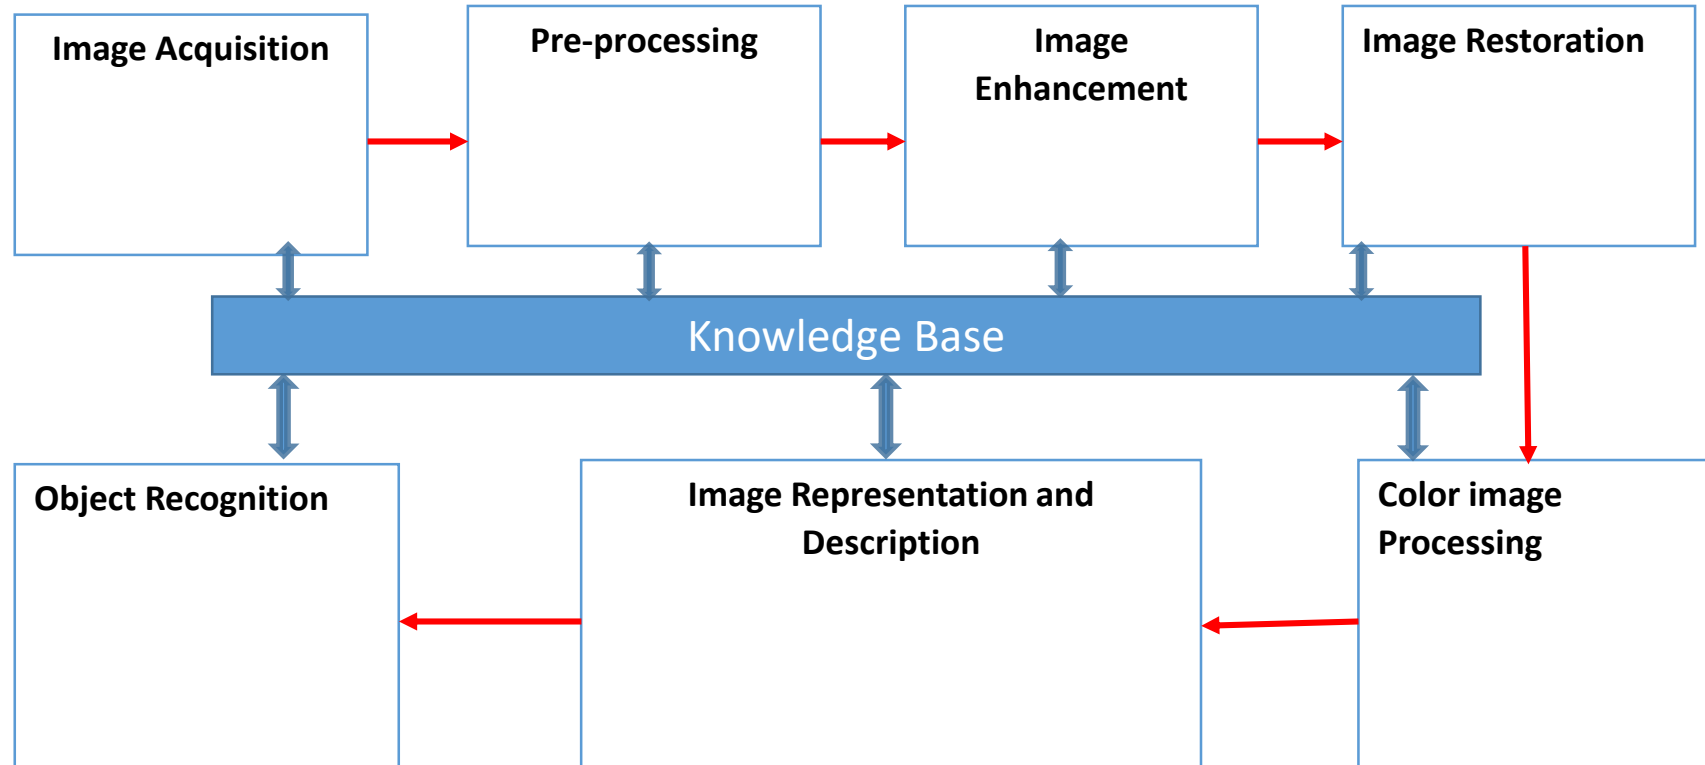 Image Acquisition
Pre-processing
Image
Enhancement
Image Restoration
Knowledge Base
Object Recognition
Image Representation and
Description
Color image
Processing